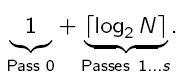 1 + ⌈log₂ N⌉.
Pass 0 Passes 1...s